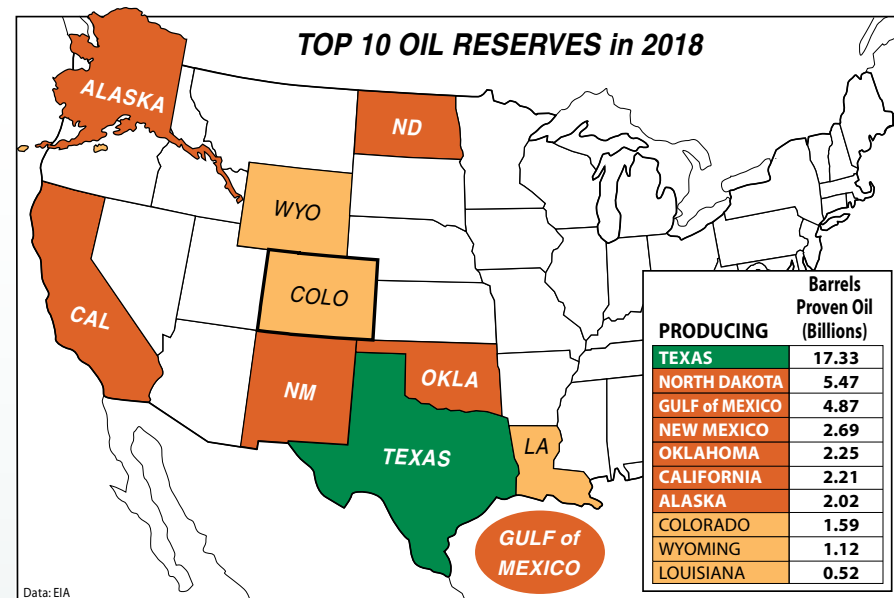 TOP 10 OIL RESERVES in 2018
ALASKA
ND
WYO
COLO
CAL
NM
OKLA
TEXAS
LA
GULF of
MEXICO
Barrels
Proven Oil
PRODUCING (Billions)
TEXAS 17.33
NORTH DAKOTA 5.47
GULF of MEXICO 4.87
NEW MEXICO 2.69
OKLAHOMA 2.25
CALIFORNIA 2.21
ALASKA 2.02
COLORADO 1.59
WYOMING 1.12
LOUISIANA 0.52
Data: EIA